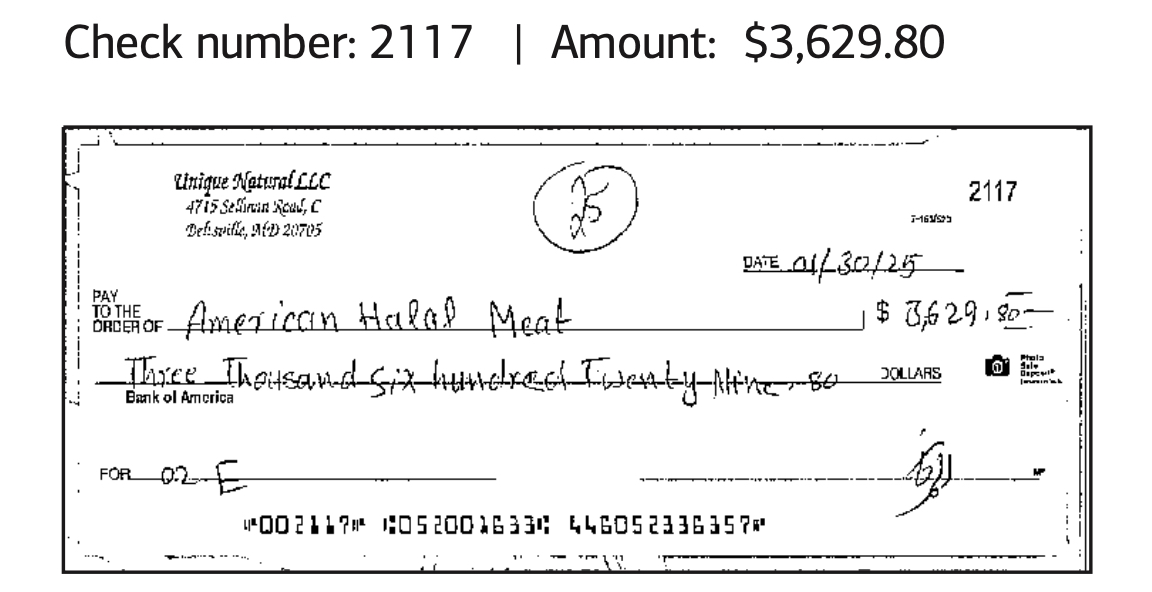 Check number: 2117 | Amount: $3,629.80
Unique Natural LLC
4715 Sellman Road, C
Beltsville, MD 20705
25
2117
7-163/520
DATE 01/30/25
PAY TO THE ORDER OF American Halal Meat $ 3,629.80
Three Thousand Six hundred Twenty Nine . 80 DOLLARS
Photo Safe Deposit
Bank of America
FOR 02 E
MP
⑈002117⑈ ⑆052001633⑆ 446052336357⑈